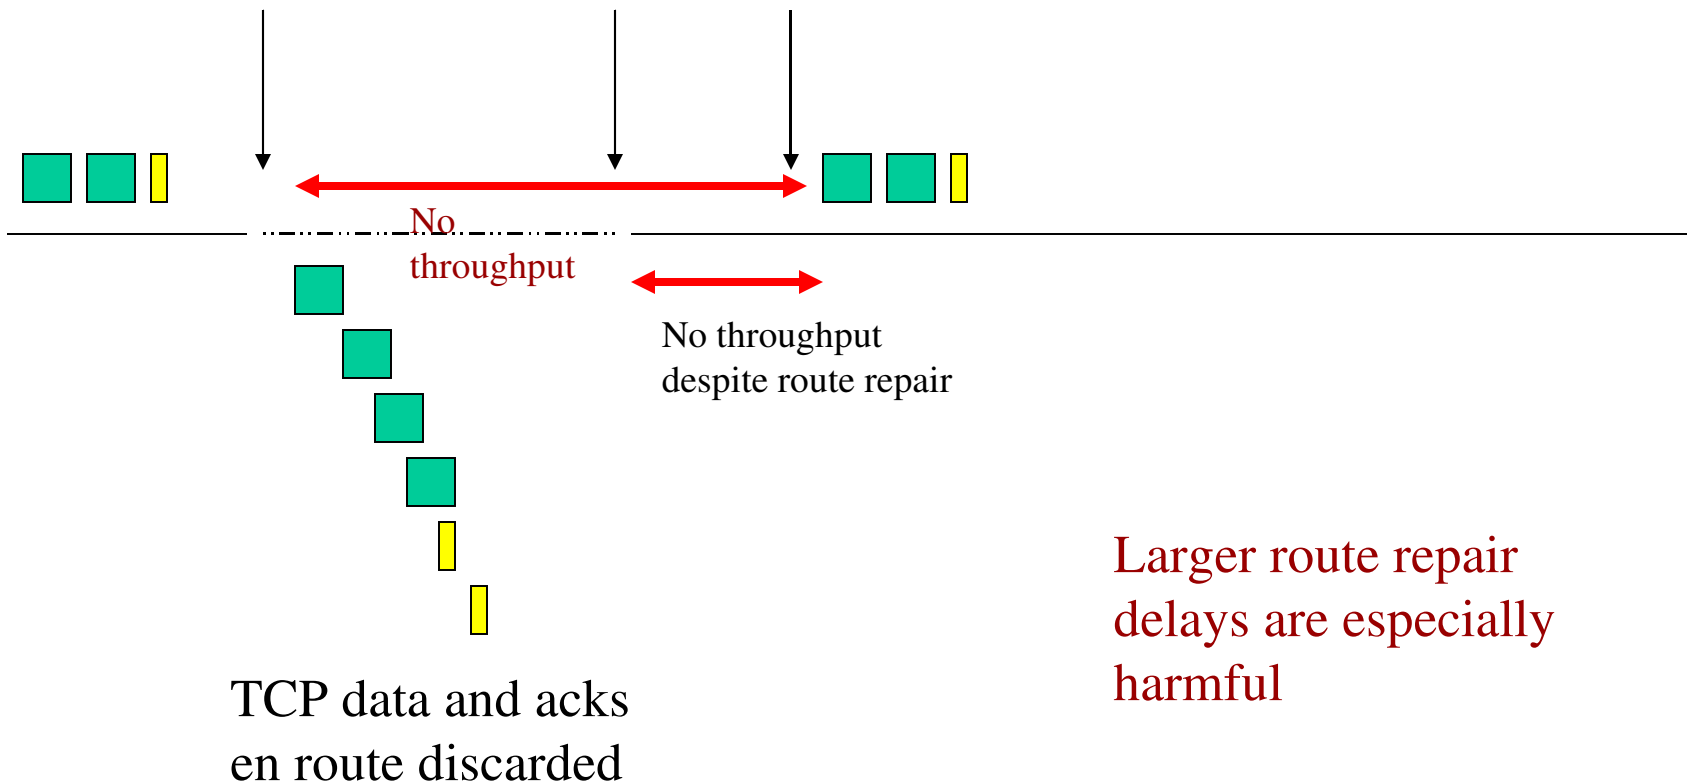 No
throughput
No throughput
despite route repair
Larger route repair
delays are especially
harmful
TCP data and acks
en route discarded